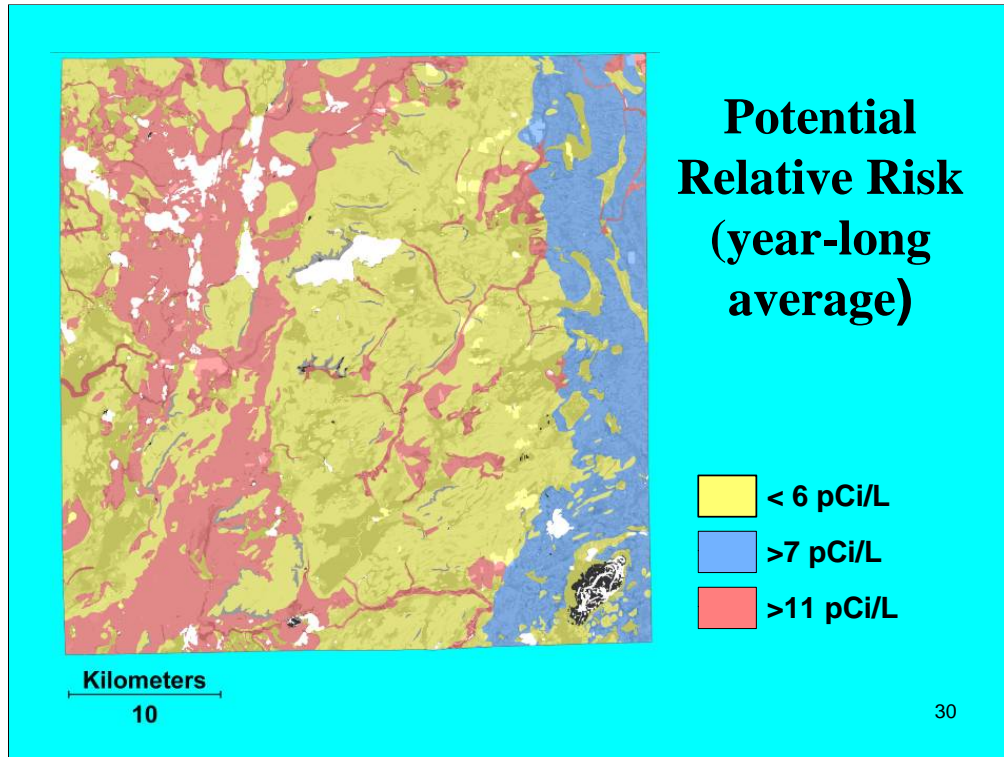 Potential
Relative Risk
(year-long
average)
< 6 pCi/L
>7 pCi/L
>11 pCi/L
Kilometers
10
30